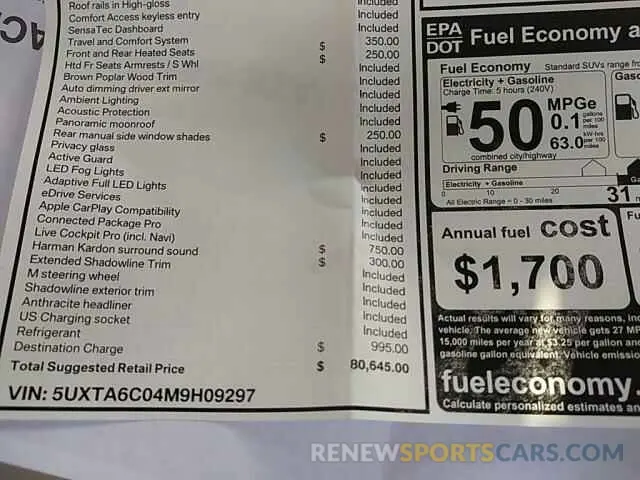 Roof rails in High-gloss Included
Comfort Access keyless entry Included
SensaTec Dashboard Included
Travel and Comfort System $ 350.00
Front and Rear Heated Seats $ 250.00
Htd Fr Seats Armrests / S Whl Included
Brown Poplar Wood Trim Included
Auto dimming driver ext mirror Included
Ambient Lighting Included
Acoustic Protection Included
Panoramic moonroof Included
Rear manual side window shades $ 250.00
Privacy glass Included
Active Guard Included
LED Fog Lights Included
Adaptive Full LED Lights Included
eDrive Services Included
Apple CarPlay Compatibility Included
Connected Package Pro Included
Live Cockpit Pro (incl. Navi) Included
Harman Kardon surround sound $ 750.00
Extended Shadowline Trim $ 300.00
M steering wheel Included
Shadowline exterior trim Included
Anthracite headliner Included
US Charging socket Included
Refrigerant Included
Destination Charge $ 995.00
Total Suggested Retail Price $ 80,645.00
VIN: 5UXTA6C04M9H09297
EPA
DOT
Fuel Economy a
Fuel Economy Standard SUVs range fro
Electricity + Gasoline
Charge Time: 5 hours (240V)
Gaso
50 MPGe
0.1 gallons per 100 miles
63.0 kW-hrs per 100 miles
combined city/highway
Driving Range
Electricity + Gasoline
Ga
0 10 20 31
All Electric Range = 0 - 30 miles
Annual fuel cost
$1,700
Fu
Actual results will vary for many reasons, inc
vehicle. The average new vehicle gets 27 MP
15,000 miles per year at $3.25 per gallon and
gasoline gallon equivalent. Vehicle emission
fueleconomy.
Calculate personalized estimates an
RENEWSPORTSCARS.COM